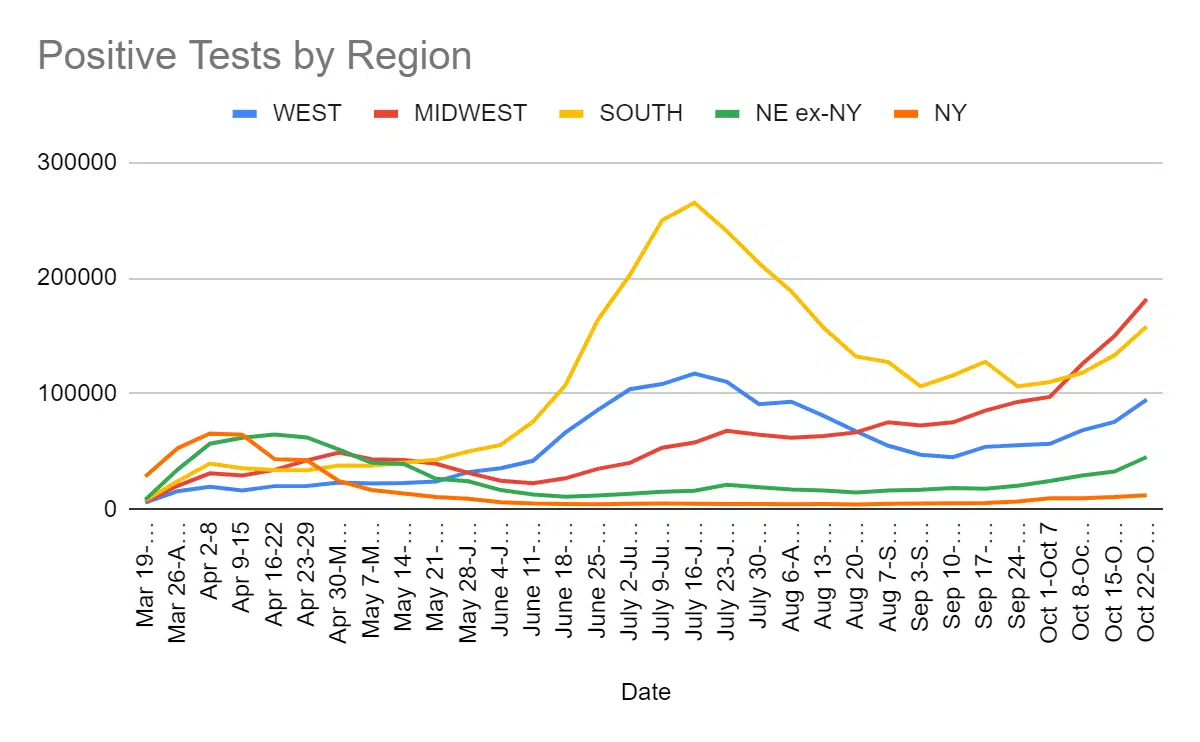 Positive Tests by Region
WEST MIDWEST SOUTH NE ex-NY NY
300000
200000
100000
0
Mar 19-…
Mar 26-A…
Apr 2-8
Apr 9-15
Apr 16-22
Apr 23-29
Apr 30-M…
May 7-M…
May 14-…
May 21-…
May 28-J…
June 4-J…
June 11-…
June 18-…
June 25-…
July 2-Ju…
July 9-Ju…
July 16-J…
July 23-J…
July 30-…
Aug 6-A…
Aug 13-…
Aug 20-…
Aug 7-S…
Sep 3-S…
Sep 10-…
Sep 17-…
Sep 24-…
Oct 1-Oct 7
Oct 8-Oc…
Oct 15-O…
Oct 22-O…
Date